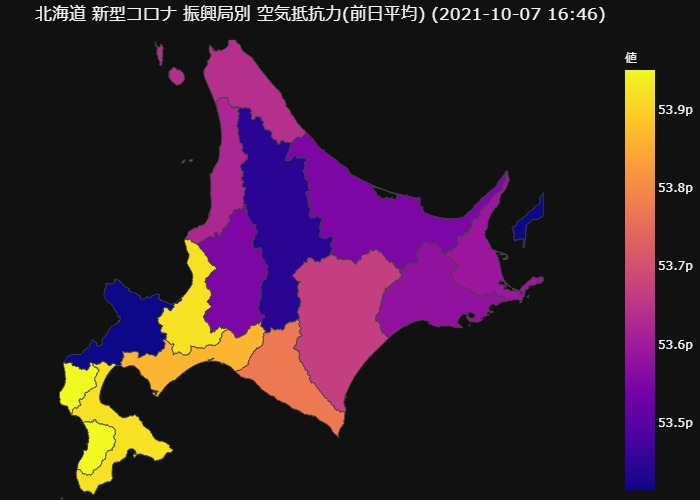 北海道 新型コロナ 振興局別 空気抵抗力(前日平均) (2021-10-07 16:46)
値
53.9p
53.8p
53.7p
53.6p
53.5p